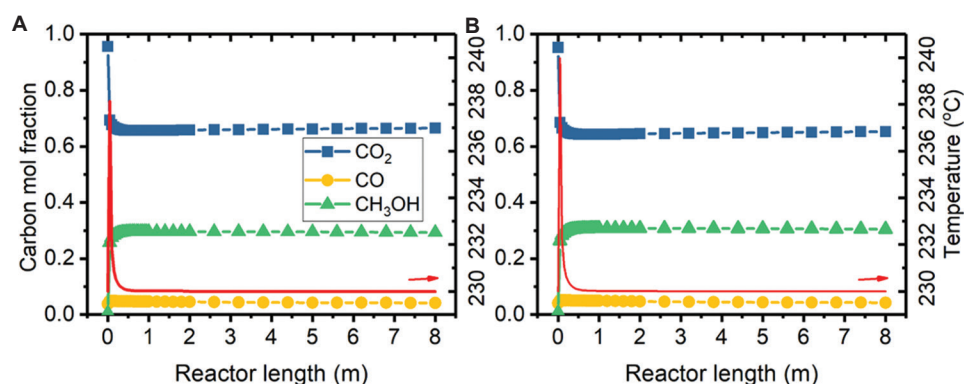 A
B
Carbon mol fraction
1.0
0.8
0.6
0.4
0.2
0.0
CO₂
CO
CH₃OH
240
238
236
234
232
230
0 1 2 3 4 5 6 7 8
Reactor length (m)
1.0
0.8
0.6
0.4
0.2
0.0
240
238
236
234
232
230
Temperature (ºC)
0 1 2 3 4 5 6 7 8
Reactor length (m)